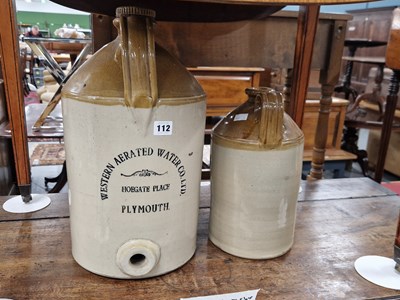 112
WESTERN AERATED WATER CO. LTD.
HOEGATE PLACE
PLYMOUTH.